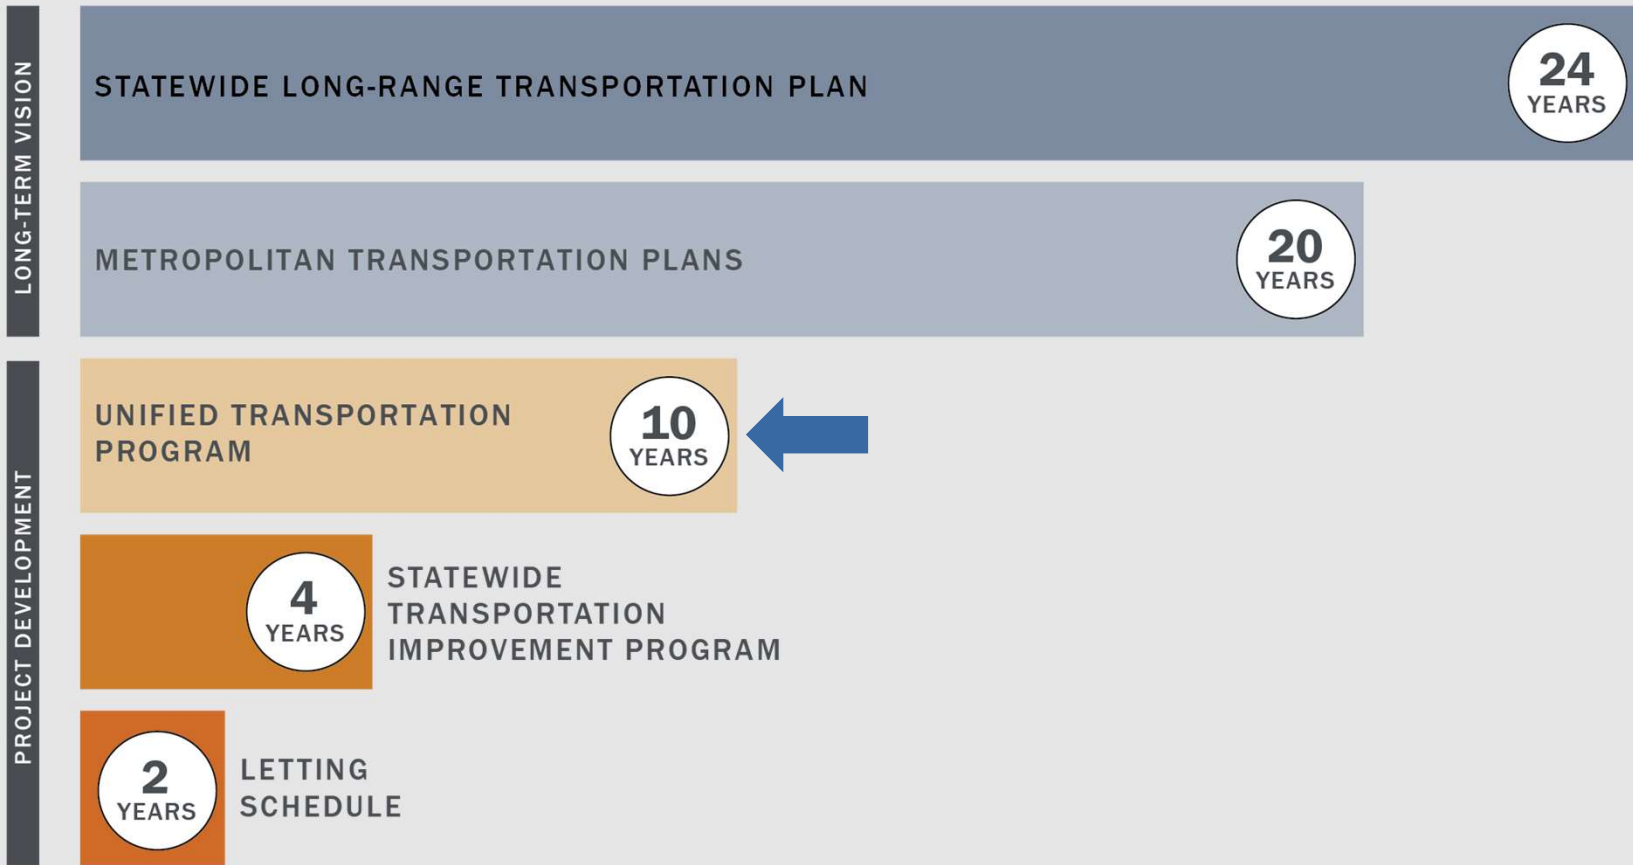 LONG-TERM VISION
STATEWIDE LONG-RANGE TRANSPORTATION PLAN
24
YEARS
METROPOLITAN TRANSPORTATION PLANS
20
YEARS
PROJECT DEVELOPMENT
UNIFIED TRANSPORTATION
PROGRAM
10
YEARS
4
YEARS
STATEWIDE
TRANSPORTATION
IMPROVEMENT PROGRAM
2
YEARS
LETTING
SCHEDULE